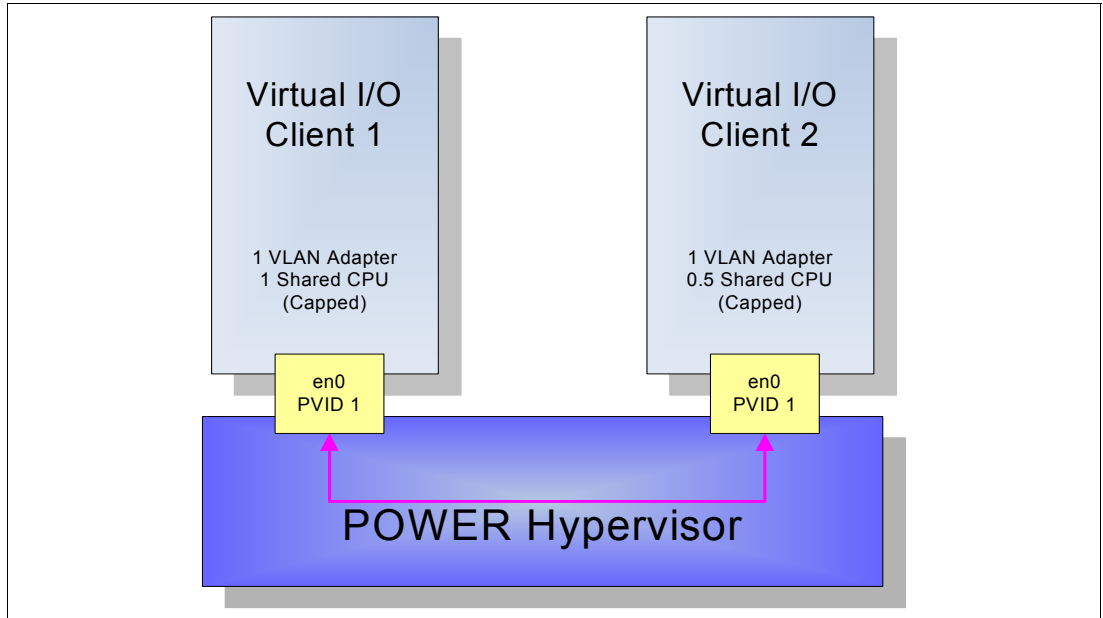 Virtual I/O
Client 1
1 VLAN Adapter
1 Shared CPU
(Capped)
en0
PVID 1
Virtual I/O
Client 2
1 VLAN Adapter
0.5 Shared CPU
(Capped)
en0
PVID 1
POWER Hypervisor